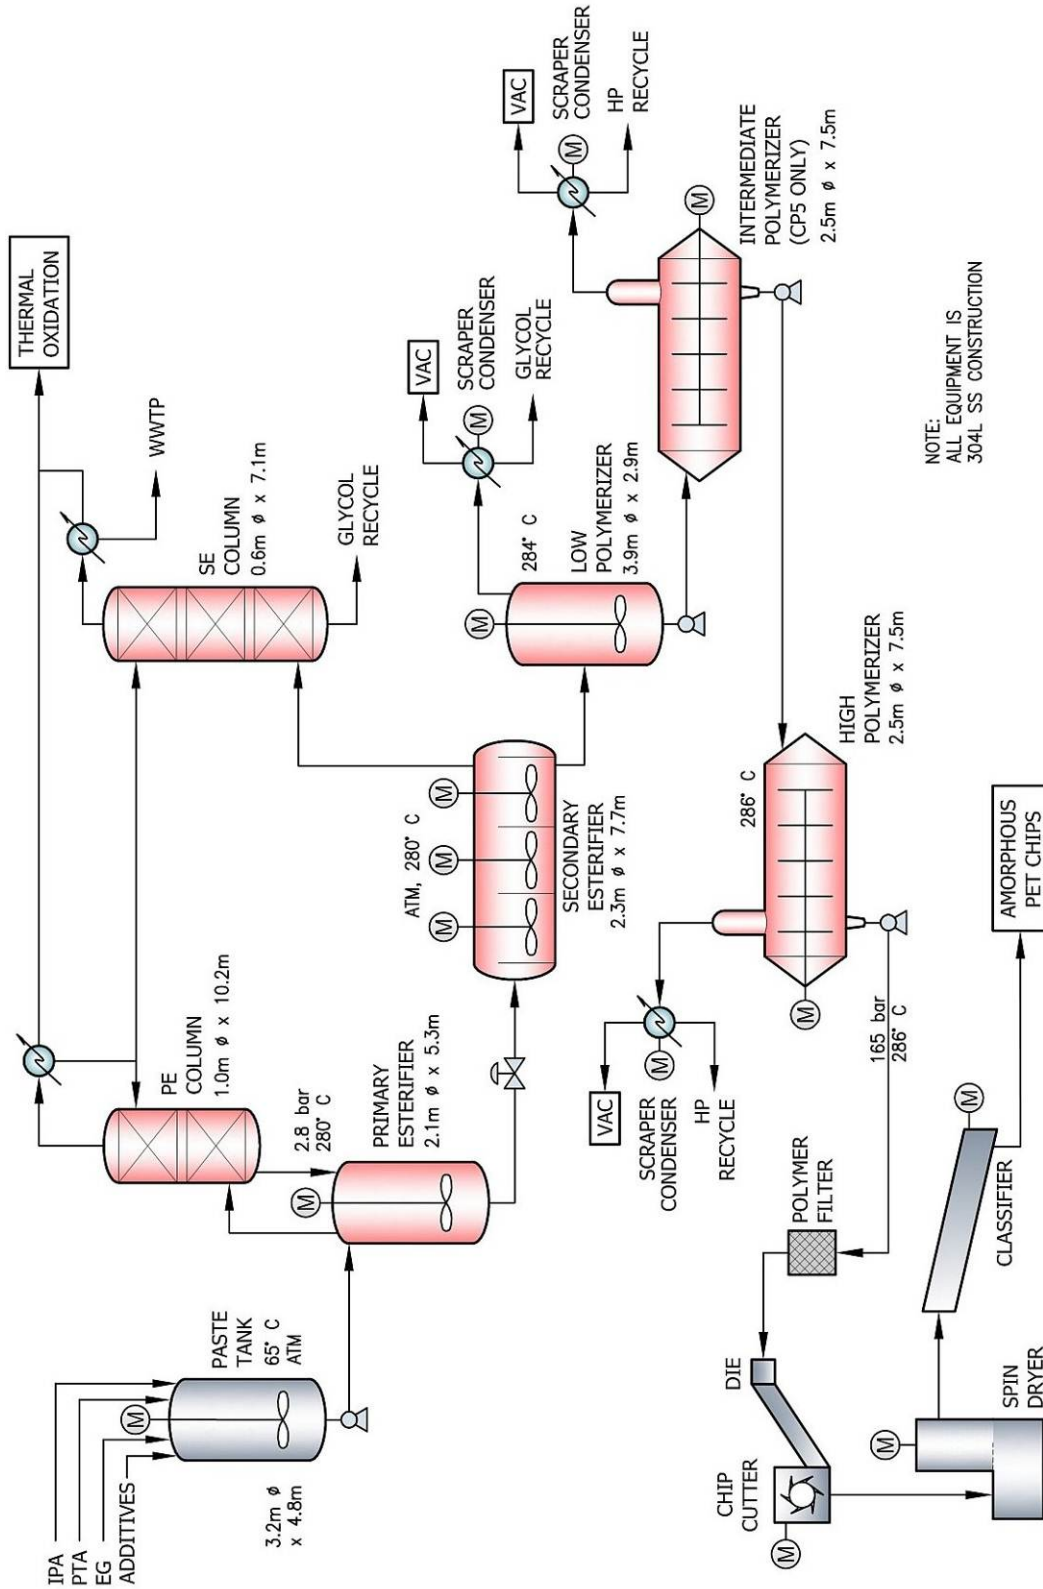 IPA
PTA
EG
ADDITIVES
M
PASTE
TANK
65° C
ATM
3.2m ø
x 4.8m
PE
COLUMN
1.0m ø x 10.2m
2.8 bar
280° C
M
PRIMARY
ESTERIFIER
2.1m ø x 5.3m
THERMAL
OXIDATION
WWTP
SE
COLUMN
0.6m ø x 7.1m
GLYCOL
RECYCLE
ATM, 280° C
M
M
M
SECONDARY
ESTERIFIER
2.3m ø x 7.7m
VAC
SCRAPER
CONDENSER
M
GLYCOL
RECYCLE
284° C
M
LOW
POLYMERIZER
3.9m ø x 2.9m
VAC
SCRAPER
CONDENSER
M
HP
RECYCLE
M
INTERMEDIATE
POLYMERIZER
(CP5 ONLY)
2.5m ø x 7.5m
VAC
SCRAPER
CONDENSER
M
HP
RECYCLE
286° C
M
HIGH
POLYMERIZER
2.5m ø x 7.5m
165 bar
286° C
POLYMER
FILTER
DIE
CHIP
CUTTER
M
M
SPIN
DRYER
M
CLASSIFIER
AMORPHOUS
PET CHIPS
NOTE:
ALL EQUIPMENT IS
304L SS CONSTRUCTION